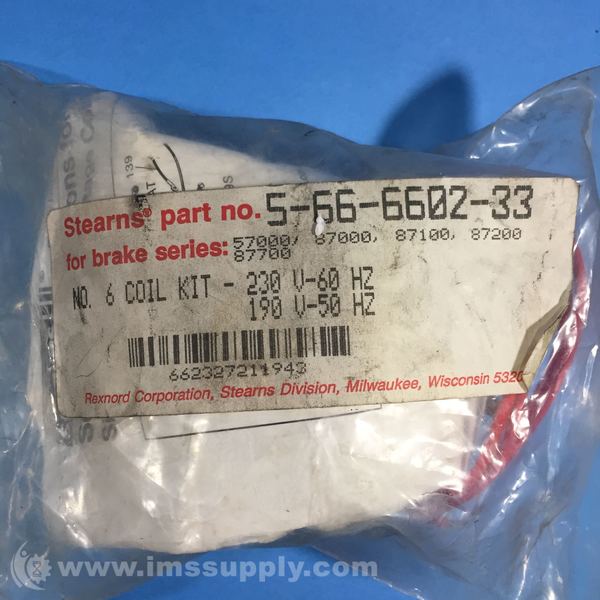 Stearns® part no. 5-66-6602-33
for brake series: 57000, 87000, 87100, 87200
87700
NO. 6 COIL KIT - 230 V-60 HZ
190 V-50 HZ
662327211943
Rexnord Corporation, Stearns Division, Milwaukee, Wisconsin
139
www.imssupply.com